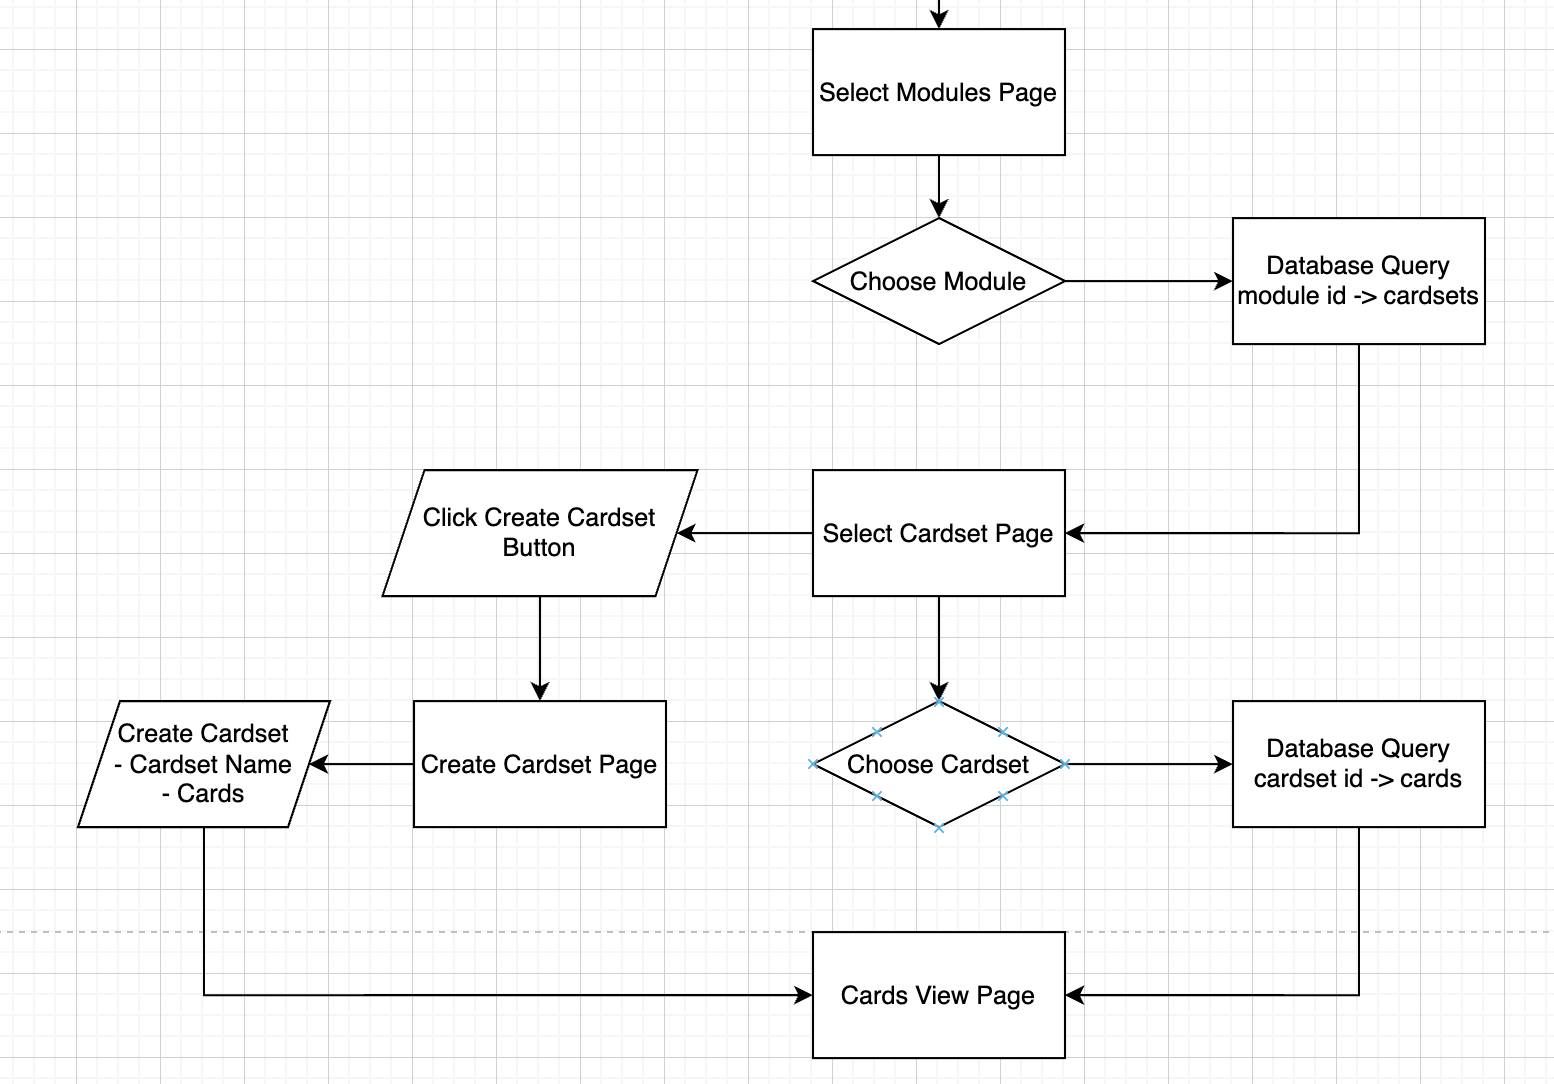 Select Modules Page
Choose Module
Database Query
module id -> cardsets
Click Create Cardset
Button
Select Cardset Page
Create Cardset
- Cardset Name
- Cards
Create Cardset Page
Choose Cardset
Database Query
cardset id -> cards
Cards View Page